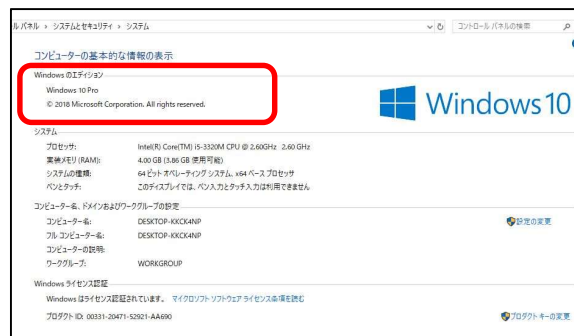 ル パネル › システムとセキュリティ › システム
コントロール パネルの検索
コンピューターの基本的な情報の表示
Windows のエディション
Windows 10 Pro
© 2018 Microsoft Corporation. All rights reserved.
Windows 10
システム
プロセッサ: Intel(R) Core(TM) i5-3320M CPU @ 2.60GHz 2.60 GHz
実装メモリ (RAM): 4.00 GB (3.86 GB 使用可能)
システムの種類: 64 ビット オペレーティング システム、x64 ベース プロセッサ
ペンとタッチ: このディスプレイでは、ペン入力とタッチ入力は利用できません
コンピューター名、ドメインおよびワークグループの設定
コンピューター名: DESKTOP-KKCK4NP 設定の変更
フル コンピューター名: DESKTOP-KKCK4NP
コンピューターの説明:
ワークグループ: WORKGROUP
Windows ライセンス認証
Windows はライセンス認証されています。 マイクロソフト ソフトウェア ライセンス条項を読む
プロダクト ID: 00331-20471-52921-AA690 プロダクト キーの変更